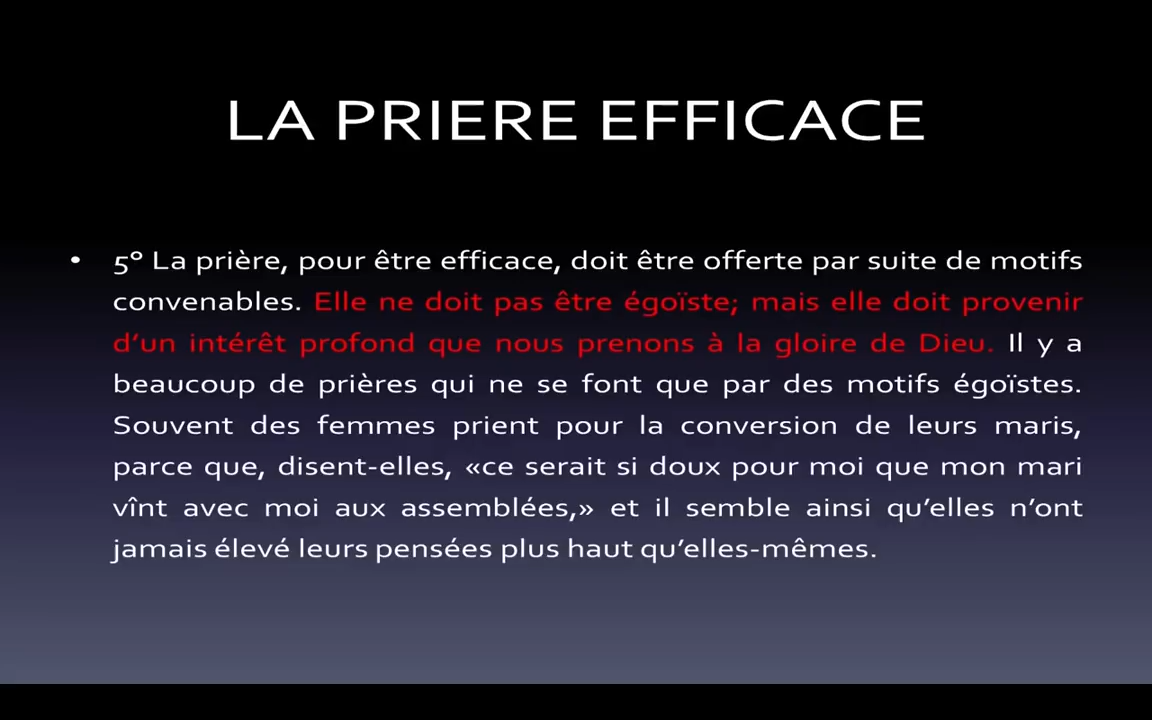 LA PRIERE EFFICACE
• 5° La prière, pour être efficace, doit être offerte par suite de motifs
convenables. Elle ne doit pas être égoïste; mais elle doit provenir
d’un intérêt profond que nous prenons à la gloire de Dieu. Il y a
beaucoup de prières qui ne se font que par des motifs égoïstes.
Souvent des femmes prient pour la conversion de leurs maris,
parce que, disent-elles, «ce serait si doux pour moi que mon mari
vînt avec moi aux assemblées,» et il semble ainsi qu’elles n’ont
jamais élevé leurs pensées plus haut qu’elles-mêmes.